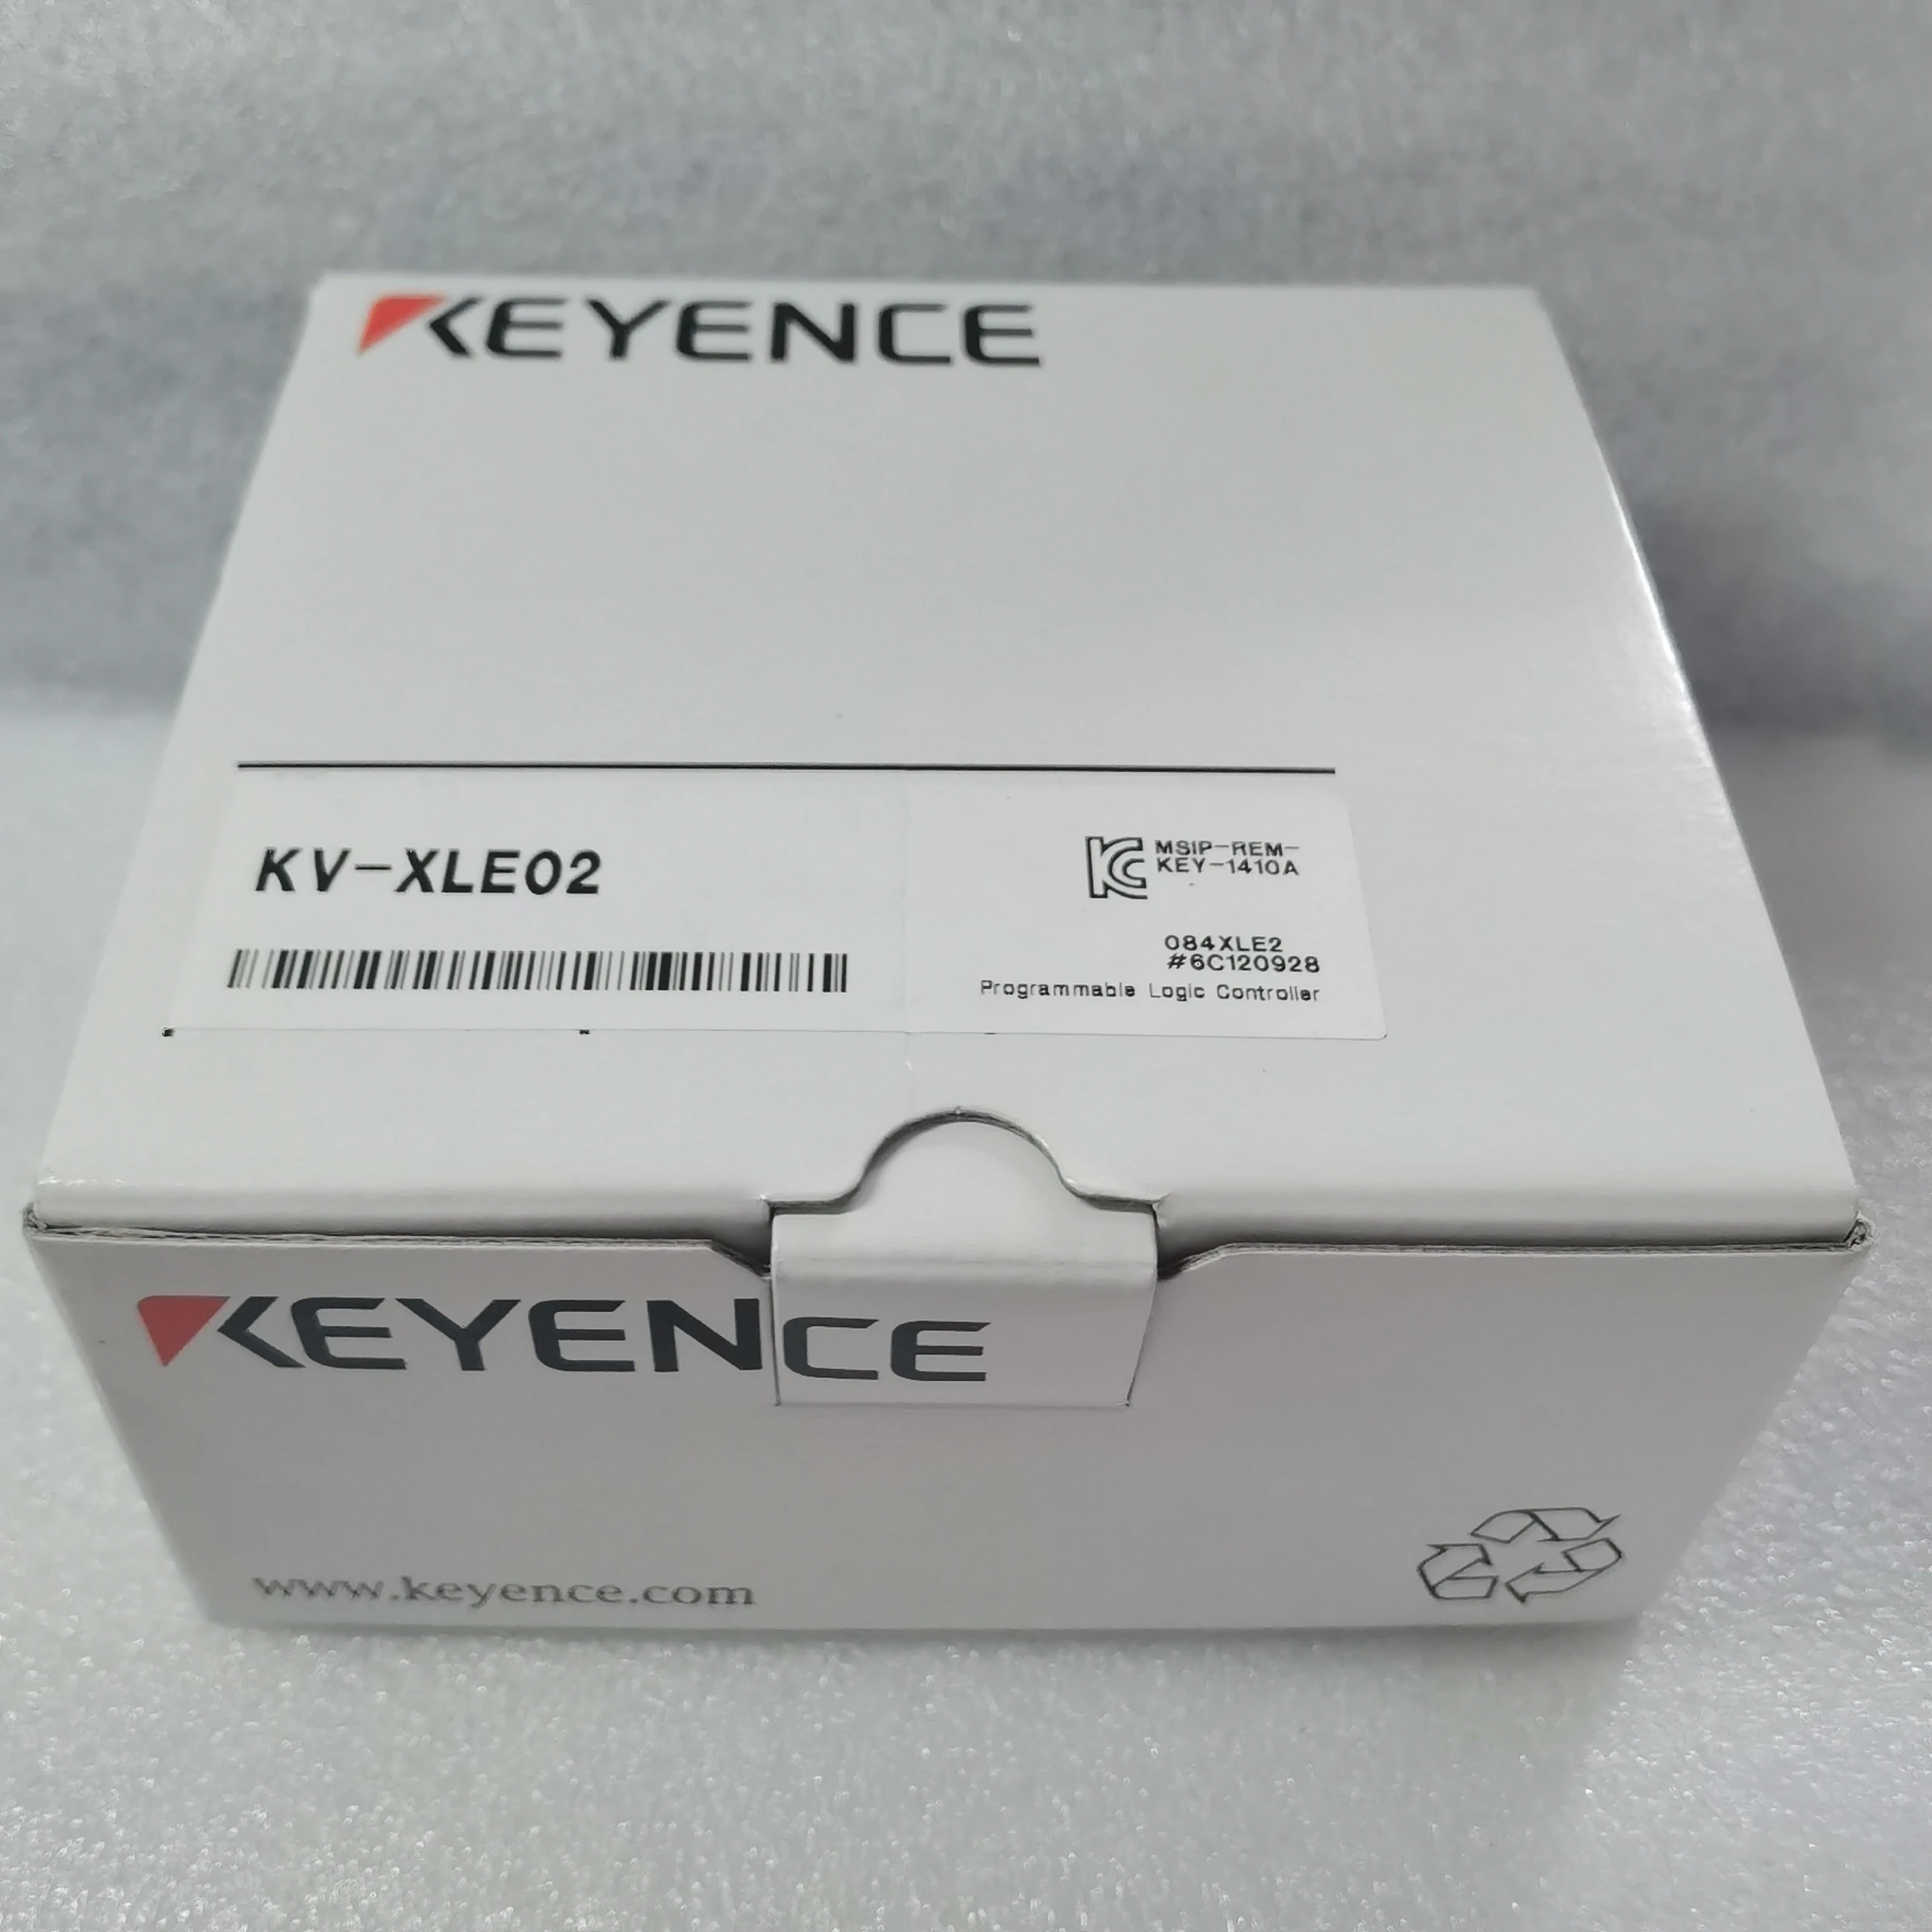 KEYENCE
KV-XLE02
MSIP-REM-
KEY-1410A
084XLE2
#6C120928
Programmable Logic Controller
KEYENCE
www.keyence.com